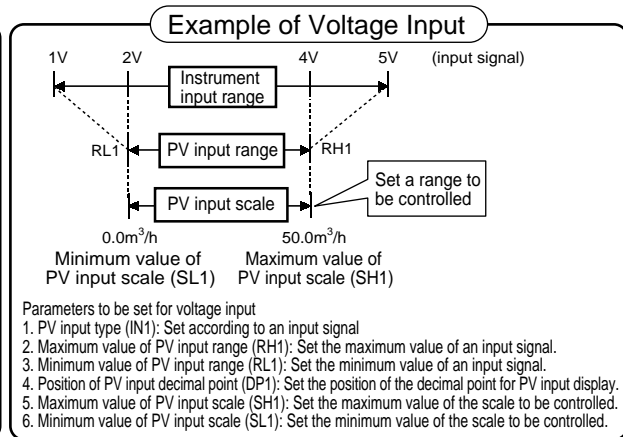 Example of Voltage Input
1V 2V 4V 5V (input signal)
Instrument
input range
RL1 PV input range RH1
PV input scale
Set a range to
be controlled
0.0m³/h 50.0m³/h
Minimum value of
PV input scale (SL1)
Maximum value of
PV input scale (SH1)
Parameters to be set for voltage input
1. PV input type (IN1): Set according to an input signal
2. Maximum value of PV input range (RH1): Set the maximum value of an input signal.
3. Minimum value of PV input range (RL1): Set the minimum value of an input signal.
4. Position of PV input decimal point (DP1): Set the position of the decimal point for PV input display.
5. Maximum value of PV input scale (SH1): Set the maximum value of the scale to be controlled.
6. Minimum value of PV input scale (SL1): Set the minimum value of the scale to be controlled.